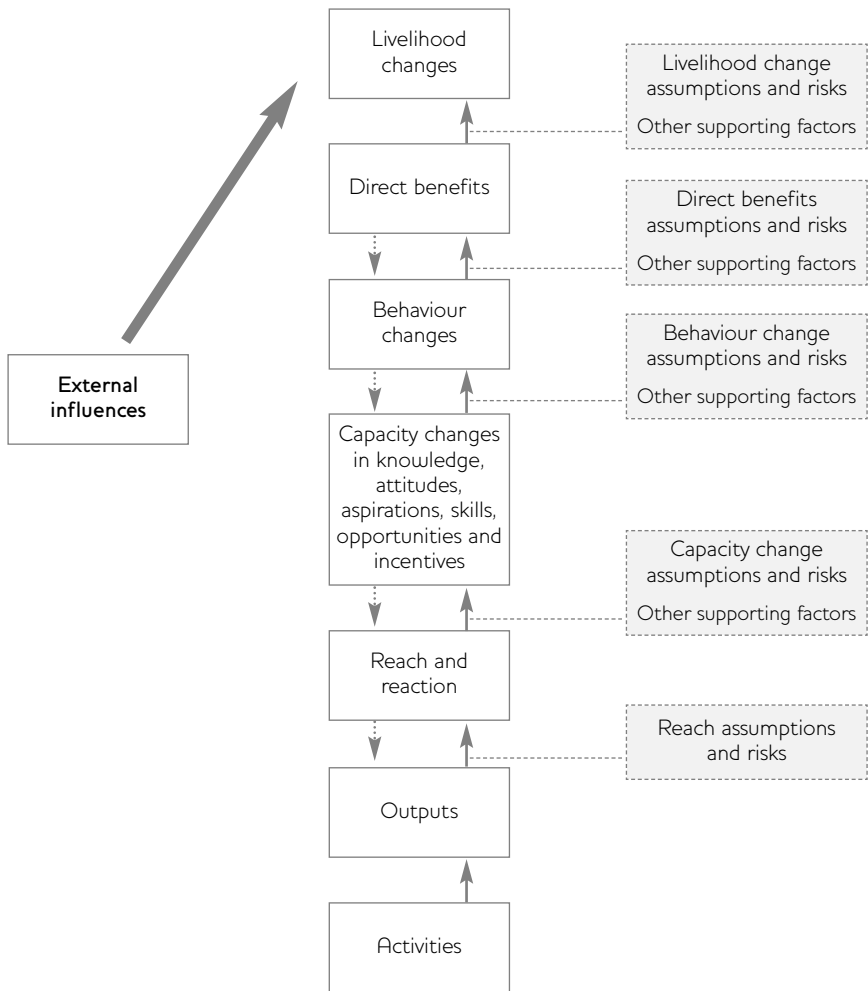 Livelihood
changes
Livelihood change
assumptions and risks
Other supporting factors
Direct benefits
Direct benefits
assumptions and risks
Other supporting factors
Behaviour
changes
Behaviour change
assumptions and risks
Other supporting factors
External
influences
Capacity changes
in knowledge,
attitudes,
aspirations, skills,
opportunities and
incentives
Capacity change
assumptions and risks
Other supporting factors
Reach and
reaction
Reach assumptions
and risks
Outputs
Activities